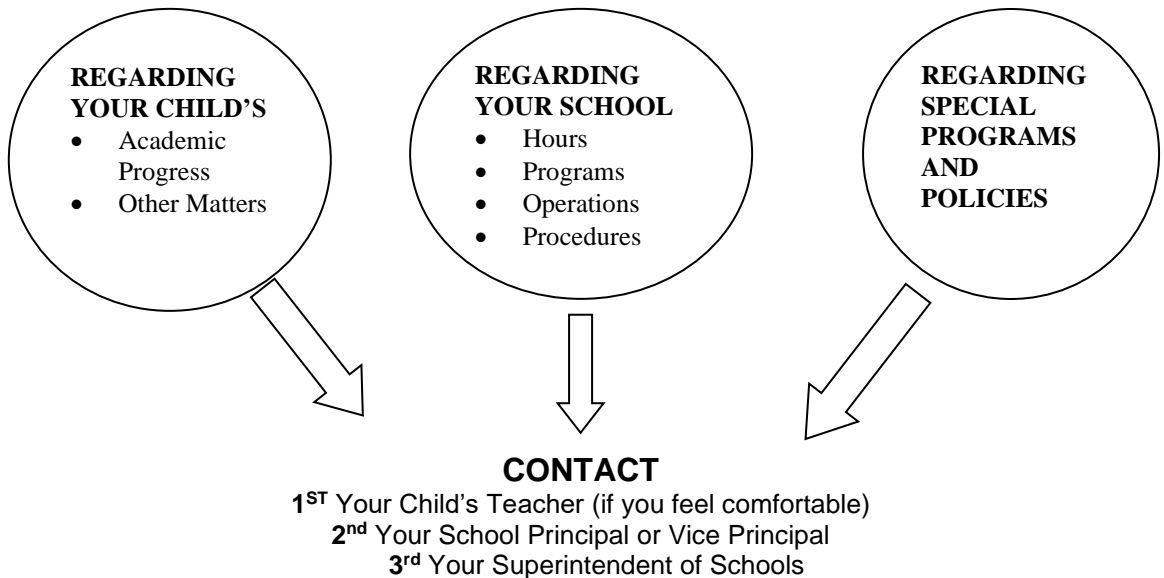 REGARDING
YOUR CHILD’S
• Academic
Progress
• Other Matters
REGARDING
YOUR SCHOOL
• Hours
• Programs
• Operations
• Procedures
REGARDING
SPECIAL
PROGRAMS
AND
POLICIES
CONTACT
1ST Your Child’s Teacher (if you feel comfortable)
2nd Your School Principal or Vice Principal
3rd Your Superintendent of Schools